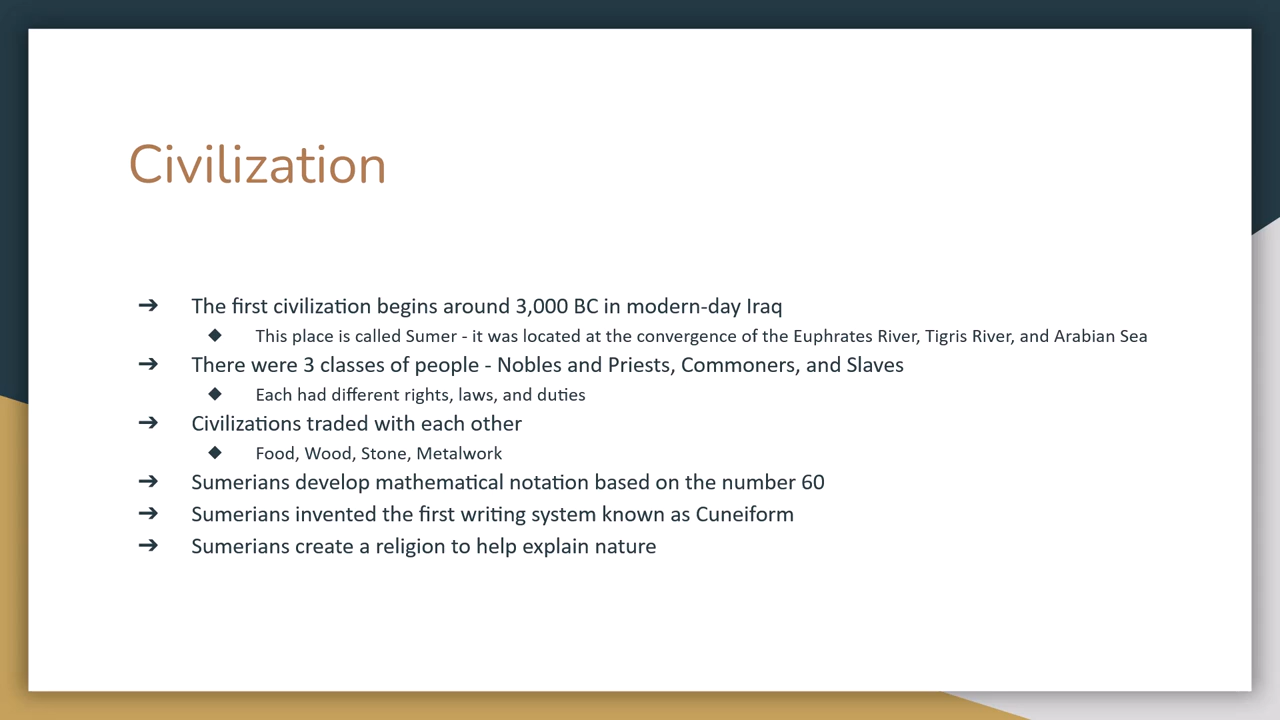 Civilization
➔ The first civilization begins around 3,000 BC in modern-day Iraq
◆ This place is called Sumer - it was located at the convergence of the Euphrates River, Tigris River, and Arabian Sea
➔ There were 3 classes of people - Nobles and Priests, Commoners, and Slaves
◆ Each had different rights, laws, and duties
➔ Civilizations traded with each other
◆ Food, Wood, Stone, Metalwork
➔ Sumerians develop mathematical notation based on the number 60
➔ Sumerians invented the first writing system known as Cuneiform
➔ Sumerians create a religion to help explain nature